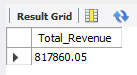 Result Grid
Total_Revenue
817860.05